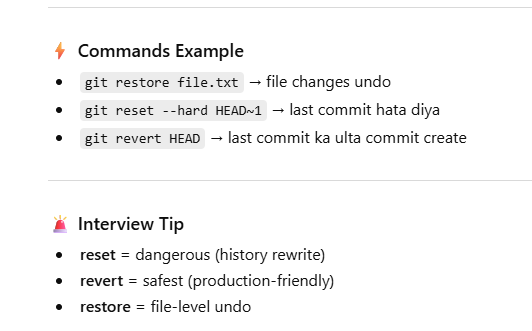 ⚡ Commands Example
• git restore file.txt → file changes undo
• git reset --hard HEAD~1 → last commit hata diya
• git revert HEAD → last commit ka ulta commit create
🚨 Interview Tip
• reset = dangerous (history rewrite)
• revert = safest (production-friendly)
• restore = file-level undo